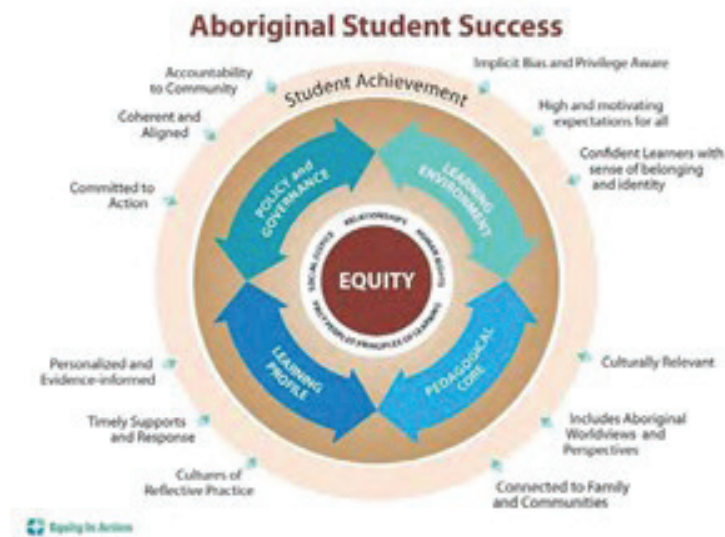 Aboriginal Student Success
Student Achievement
Accountability
to Community
Coherent and
Aligned
Committed to
Action
Personalized and
Evidence-informed
Timely Supports
and Response
Cultures of
Reflective Practice
Implicit Bias and Privilege Aware
High and motivating
expectations for all
Confident Learners with
sense of belonging
and identity
Culturally Relevant
Includes Aboriginal
Worldviews and
Perspectives
Connected to Family
and Communities
POLICY and
GOVERNANCE
LEARNING
ENVIRONMENT
LEARNING
PROFILE
PEDAGOGICAL
CORE
SOCIAL JUSTICE
RELATIONSHIPS
HUMAN RIGHTS
FIRST PEOPLES PRINCIPLES OF LEARNING
EQUITY
Equity in Action